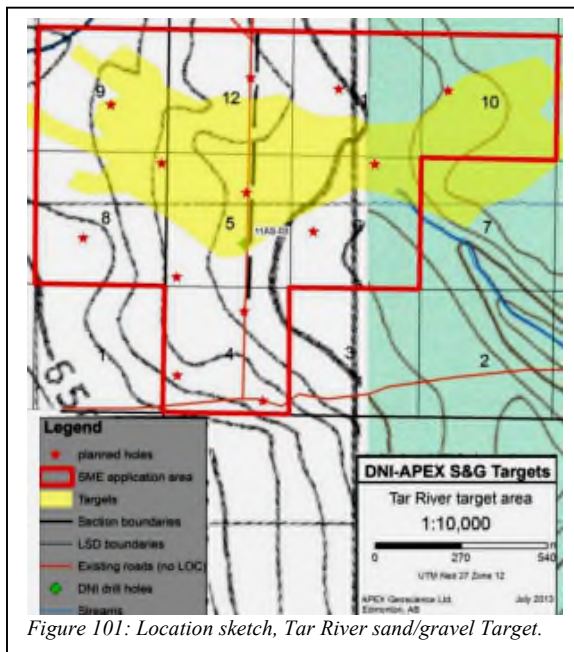 9
12
10
11AS-03
8
5
7
650
1
4
3
2
Legend
planned holes
SME application area
Targets
Section boundaries
LSD boundaries
Existing roads (no LOC)
DNI drill holes
Streams
DNI-APEX S&G Targets
Tar River target area
1:10,000
0 270 540
m
UTM Nad 27 Zone 12
APEX Geoscience Ltd.
Edmonton, AB
July 2013
Figure 101: Location sketch, Tar River sand/gravel Target.